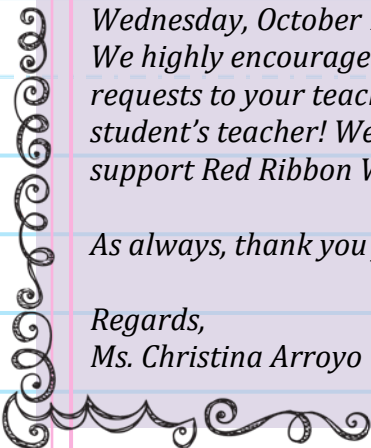 Wednesday, October
We highly encourage
requests to your teach
student’s teacher! We
support Red Ribbon W
As always, thank you
Regards,
Ms. Christina Arroyo